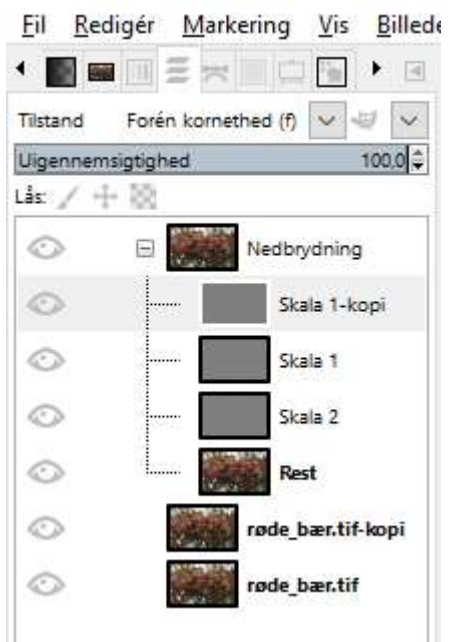 Fil Redigér Markering Vis Billede
Tilstand Forén kornethed (f)
Uigennemsigtighed 100,0
Lås:
Nedbrydning
Skala 1-kopi
Skala 1
Skala 2
Rest
røde_bær.tif-kopi
røde_bær.tif